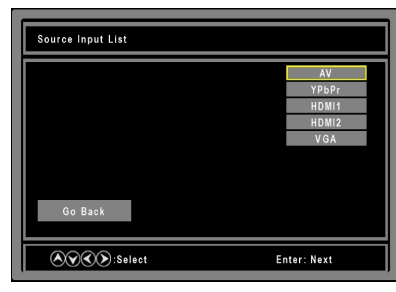 Source Input List
AV
YPbPr
HDMI1
HDMI2
VGA
Go Back
:Select Enter: Next